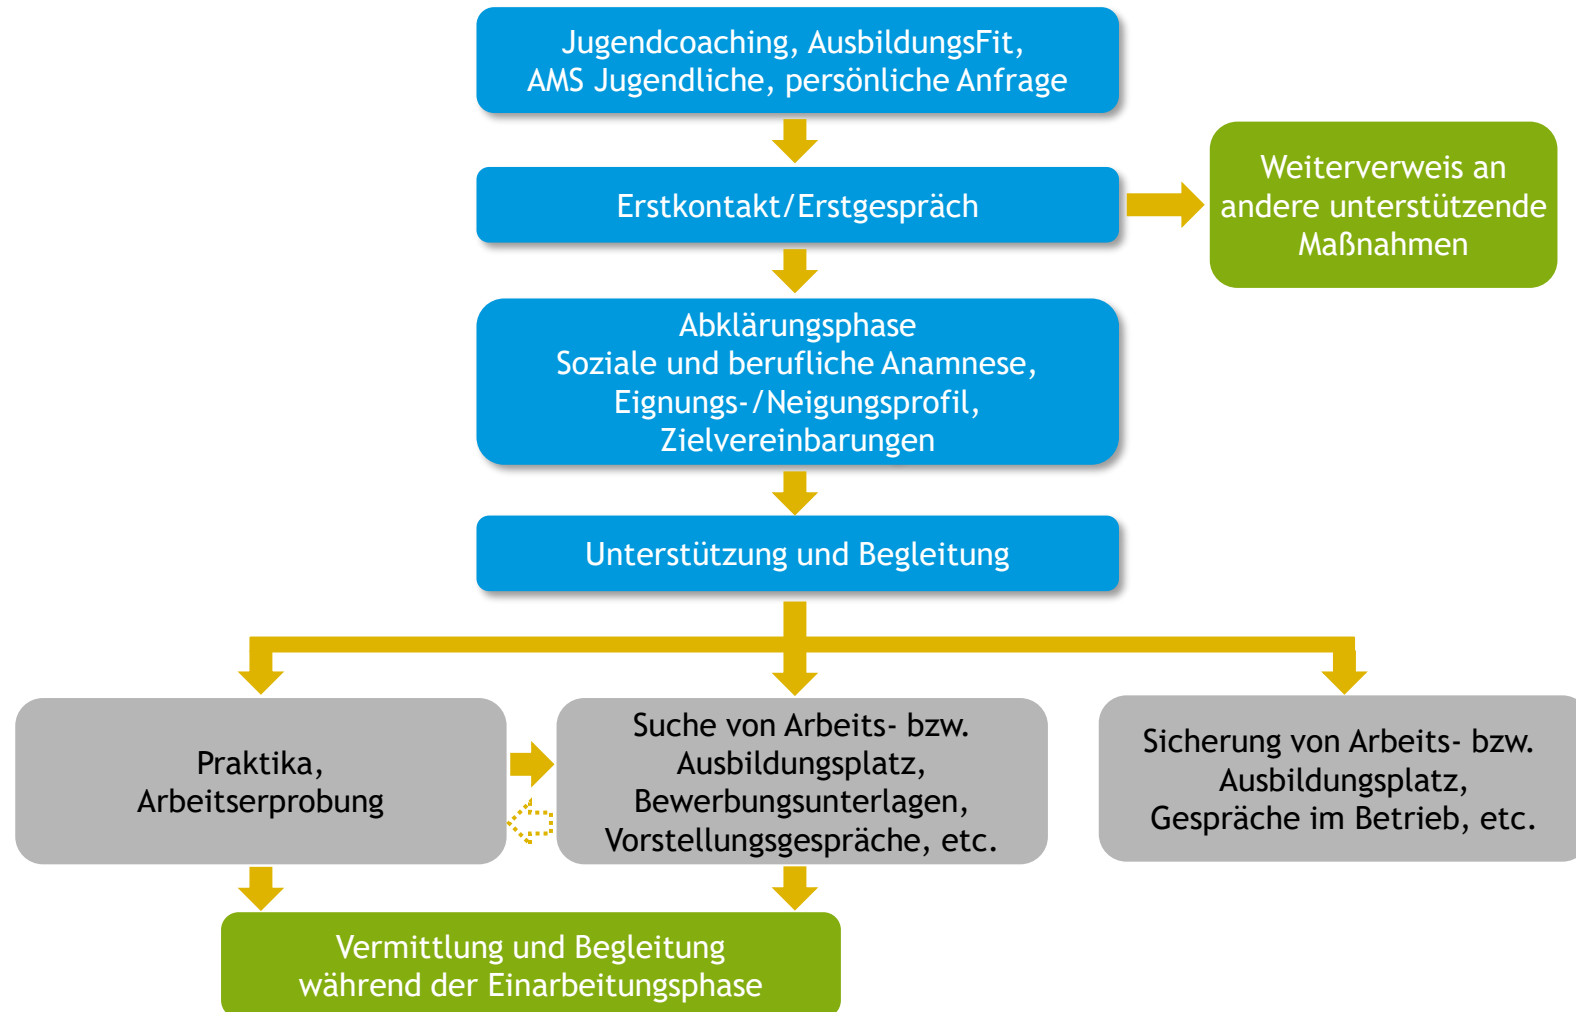 Jugendcoaching, AusbildungsFit,
AMS Jugendliche, persönliche Anfrage
Erstkontakt/Erstgespräch
Weiterverweis an
andere unterstützende
Maßnahmen
Abklärungsphase
Soziale und berufliche Anamnese,
Eignungs-/Neigungsprofil,
Zielvereinbarungen
Unterstützung und Begleitung
Praktika,
Arbeitserprobung
Suche von Arbeits- bzw.
Ausbildungsplatz,
Bewerbungsunterlagen,
Vorstellungsgespräche, etc.
Sicherung von Arbeits- bzw.
Ausbildungsplatz,
Gespräche im Betrieb, etc.
Vermittlung und Begleitung
während der Einarbeitungsphase